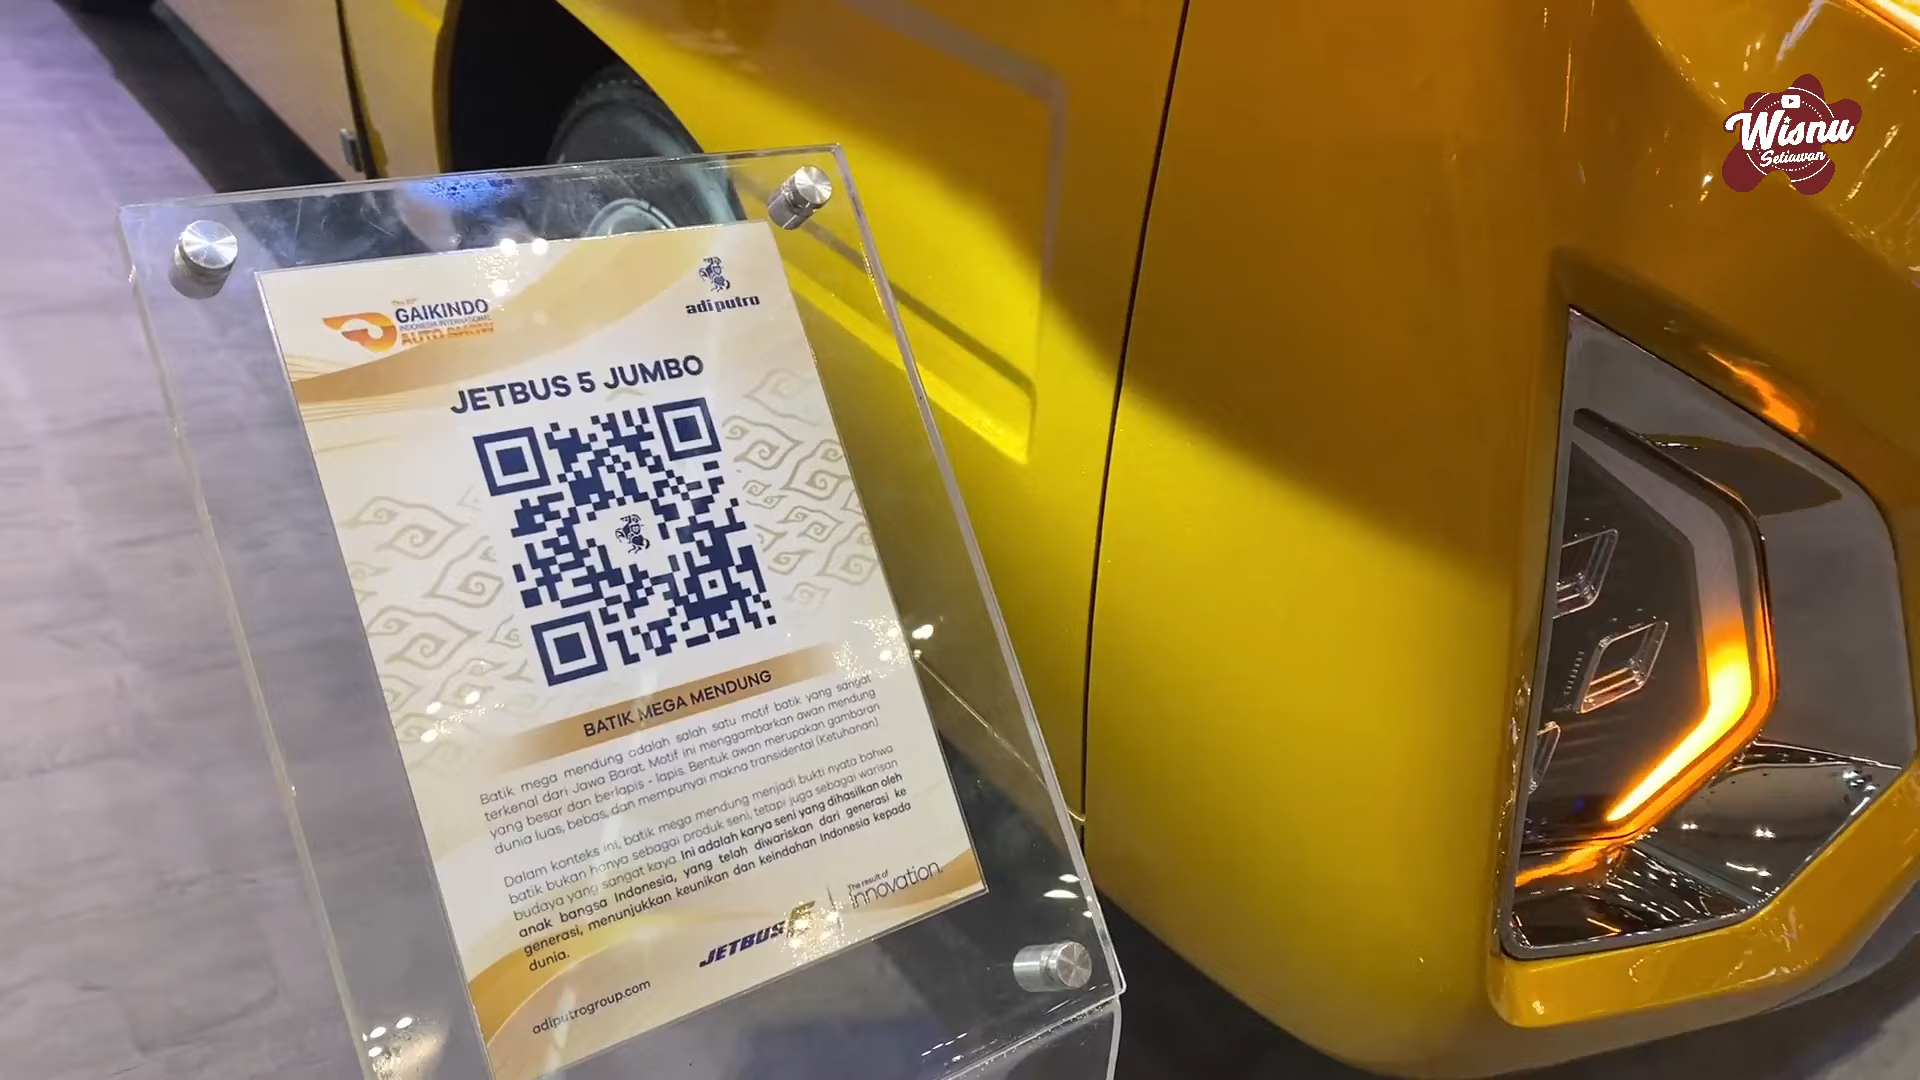 The 31st
GAIKINDO
INDONESIA INTERNATIONAL
AUTO SHOW
adi putro
JETBUS 5 JUMBO
BATIK MEGA MENDUNG
Batik mega mendung adalah salah satu motif batik yang sangat
terkenal dari Jawa Barat. Motif ini menggambarkan awan mendung
yang besar dan berlapis - lapis. Bentuk awan merupakan gambaran
dunia luas, bebas, dan mempunyai makna transidental (Ketuhanan).
Dalam konteks ini, batik mega mendung menjadi bukti nyata bahwa
batik bukan hanya sebagai produk seni, tetapi juga sebagai warisan
budaya yang sangat kaya. Ini adalah karya seni yang dihasilkan oleh
anak bangsa Indonesia, yang telah diwariskan dari generasi ke
generasi, menunjukkan keunikan dan keindahan Indonesia kepada
dunia.
JETBUS 5
The result of
innovation.
adiputrogroup.com
Wisnu
Setiawan